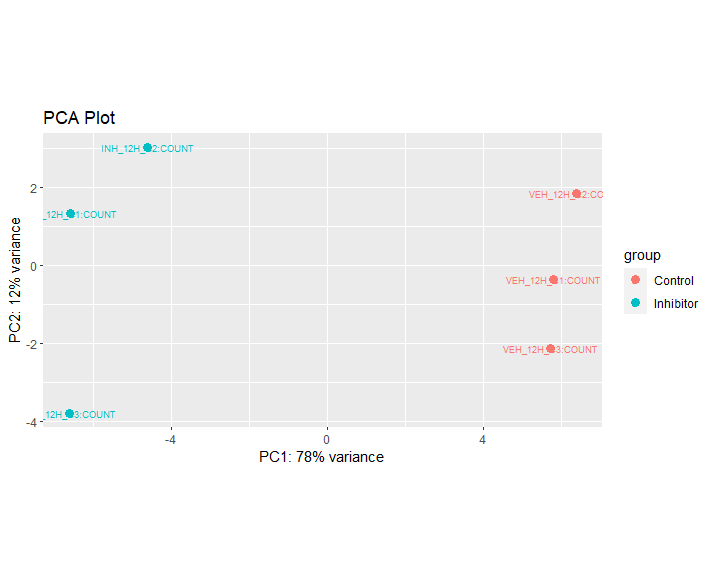 PCA Plot
INH_12H_2:COUNT
VEH_12H_2:CO
_12H_1:COUNT
VEH_12H_1:COUNT
VEH_12H_3:COUNT
_12H_3:COUNT
2
0
-2
-4
PC2: 12% variance
-4
0
4
PC1: 78% variance
group
Control
Inhibitor